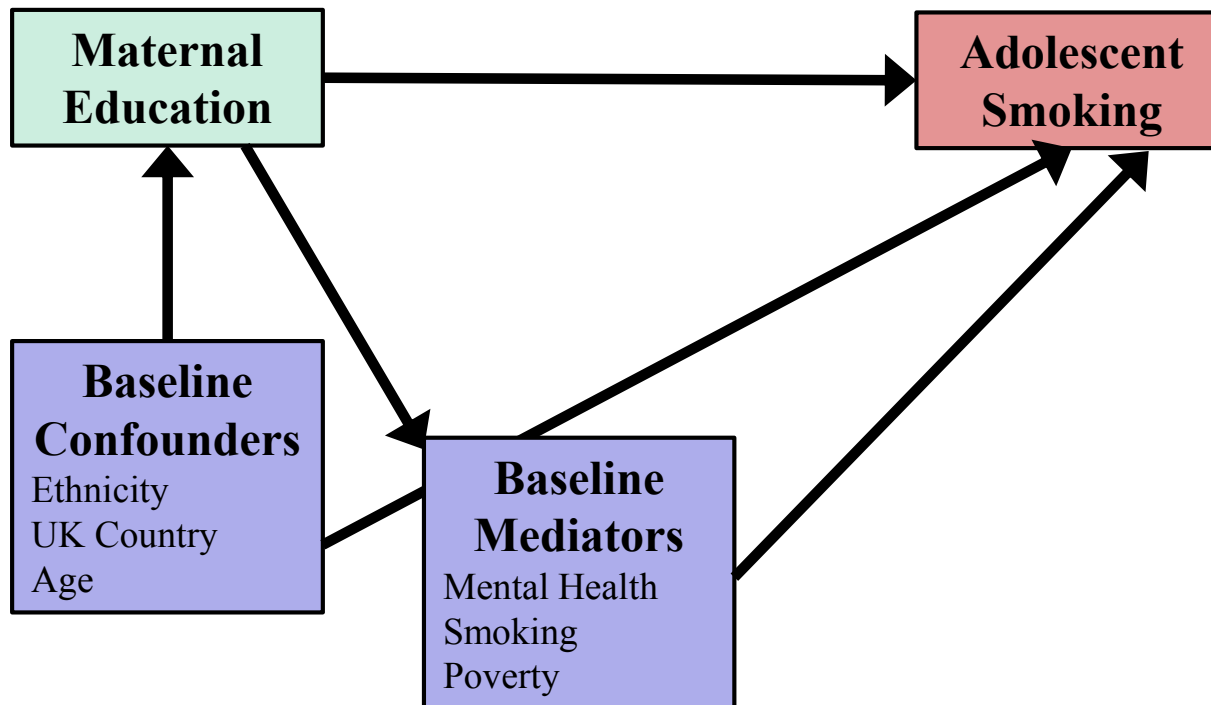 Maternal
Education
Adolescent
Smoking
Baseline
Confounders
Ethnicity
UK Country
Age
Baseline
Mediators
Mental Health
Smoking
Poverty